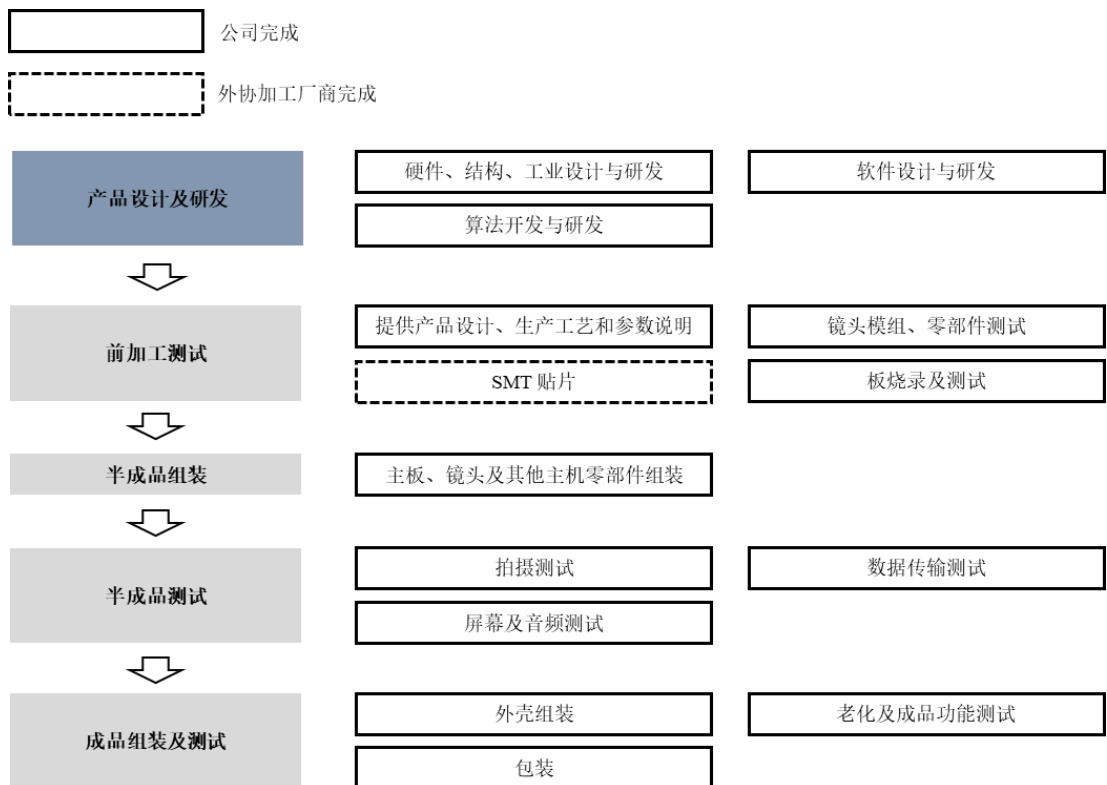 公司完成
外协加工厂商完成
产品设计及研发
硬件、结构、工业设计与研发
软件设计与研发
算法开发与研发
前加工测试
提供产品设计、生产工艺和参数说明
镜头模组、零部件测试
SMT 贴片
板烧录及测试
半成品组装
主板、镜头及其他主机零部件组装
半成品测试
拍摄测试
数据传输测试
屏幕及音频测试
成品组装及测试
外壳组装
老化及成品功能测试
包装